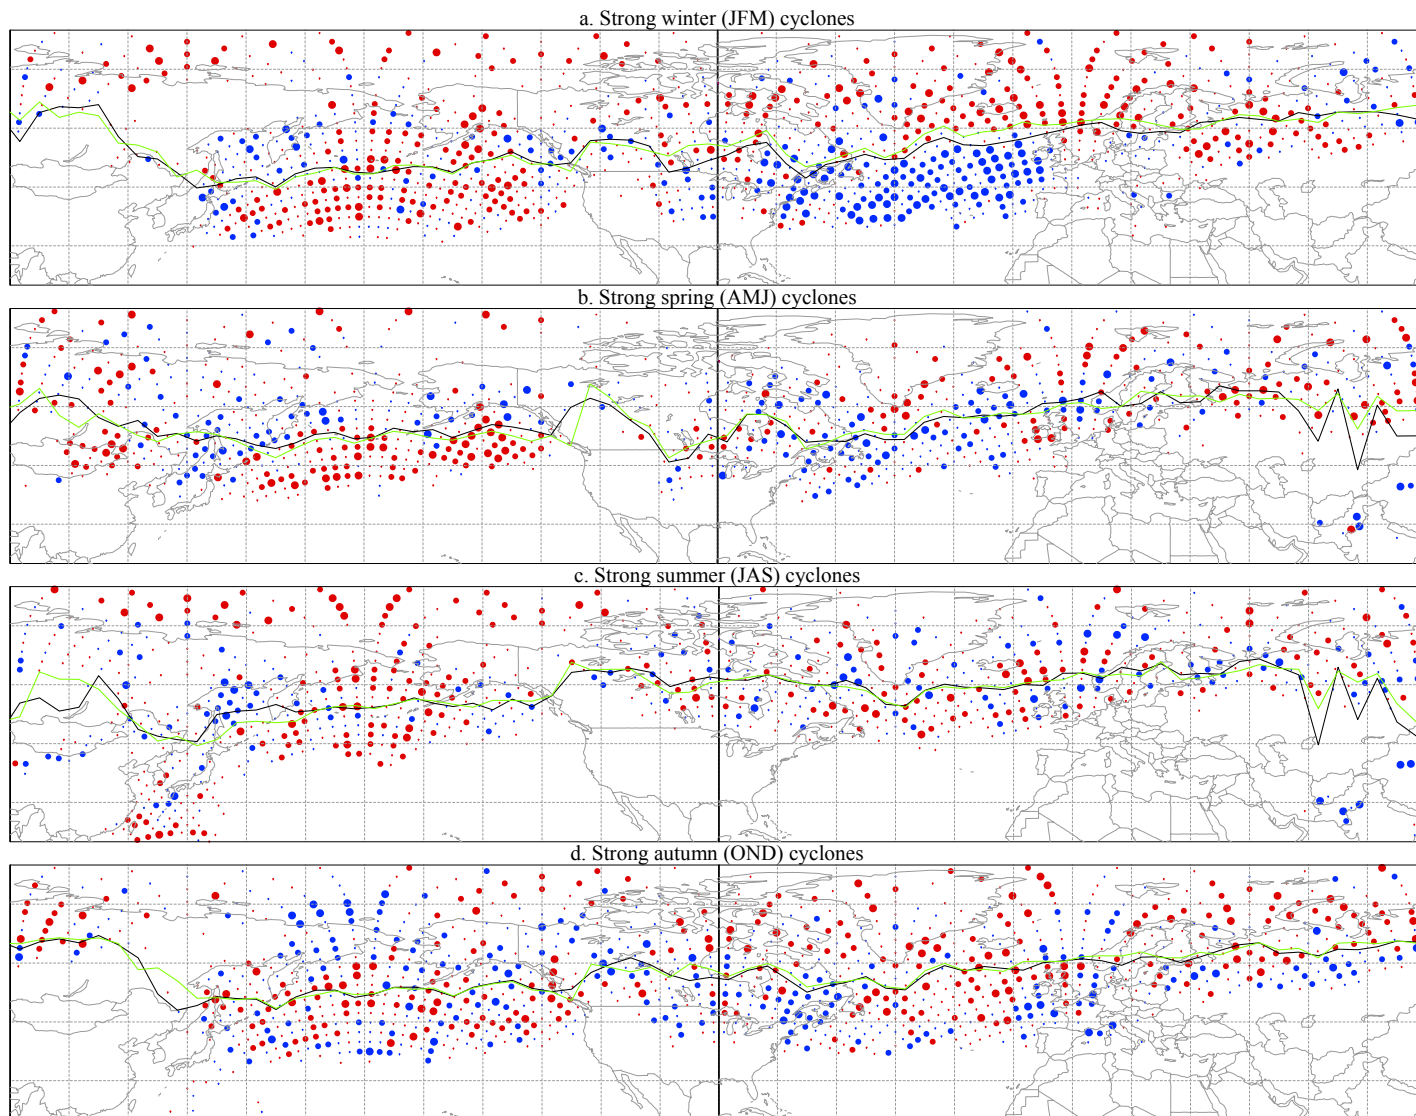 a. Strong winter (JFM) cyclones
b. Strong spring (AMJ) cyclones
c. Strong summer (JAS) cyclones
d. Strong autumn (OND) cyclones